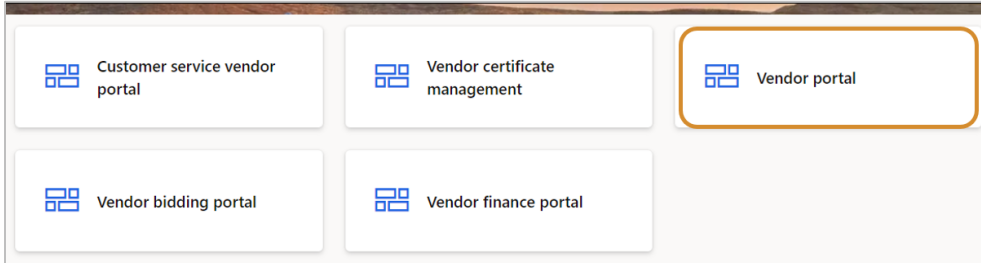 Customer service vendor
portal
Vendor certificate
management
Vendor portal
Vendor bidding portal
Vendor finance portal